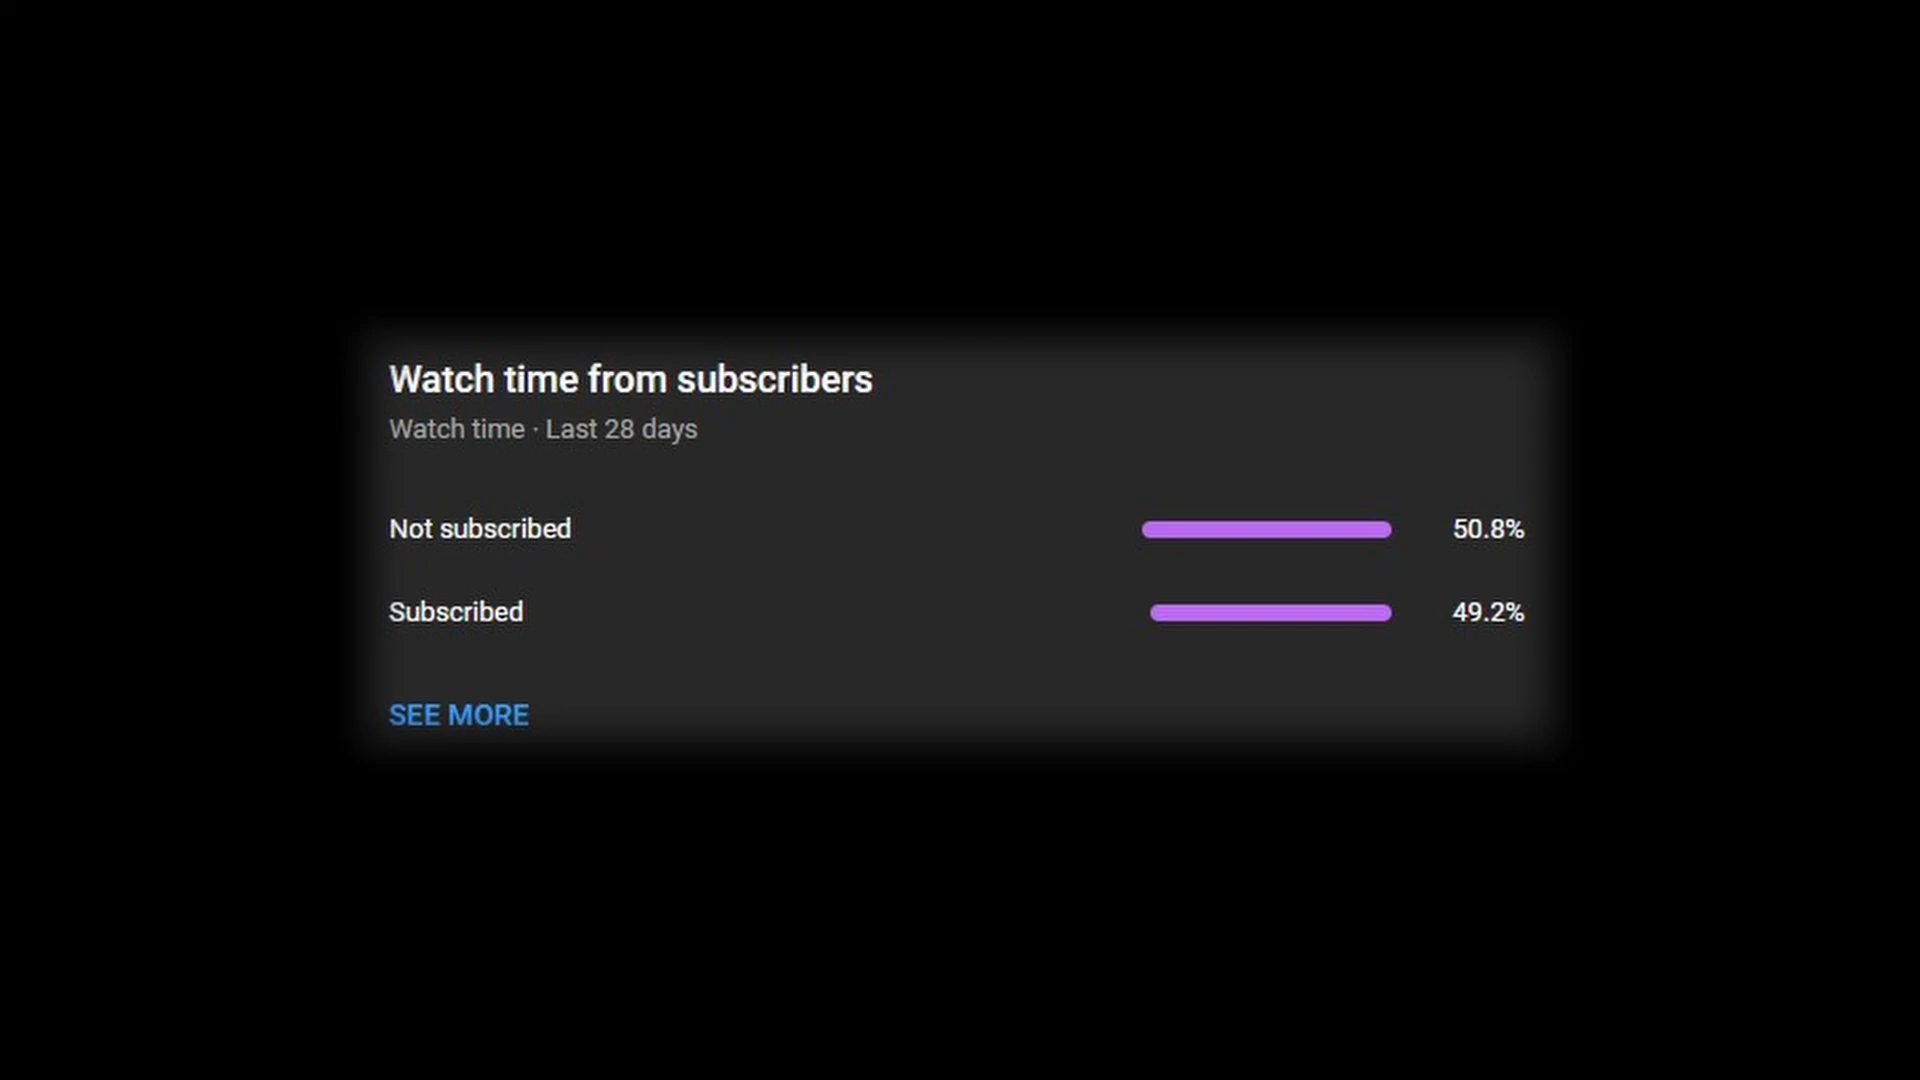 Watch time from subscribers
Watch time · Last 28 days
Not subscribed 50.8%
Subscribed 49.2%
SEE MORE